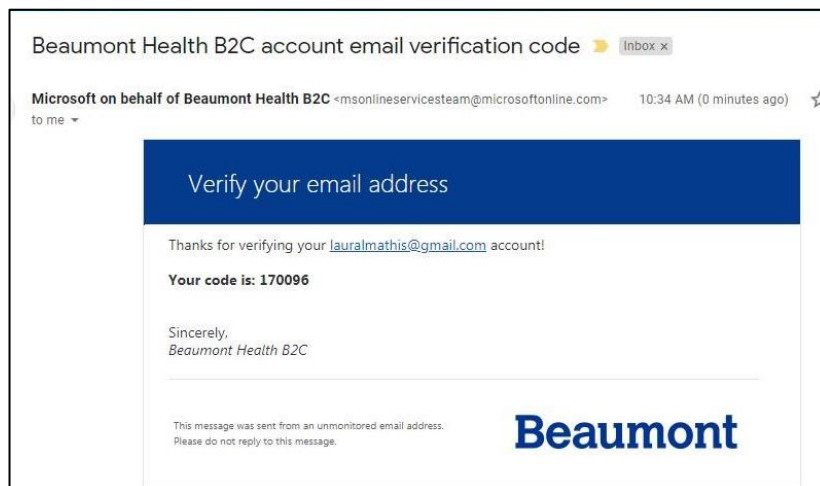 Beaumont Health B2C account email verification code Inbox x
Microsoft on behalf of Beaumont Health B2C <msonlineservicesteam@microsoftonline.com> 10:34 AM (0 minutes ago)
to me
Verify your email address
Thanks for verifying your lauralmathis@gmail.com account!
Your code is: 170096
Sincerely,
Beaumont Health B2C
This message was sent from an unmonitored email address.
Please do not reply to this message.
Beaumont